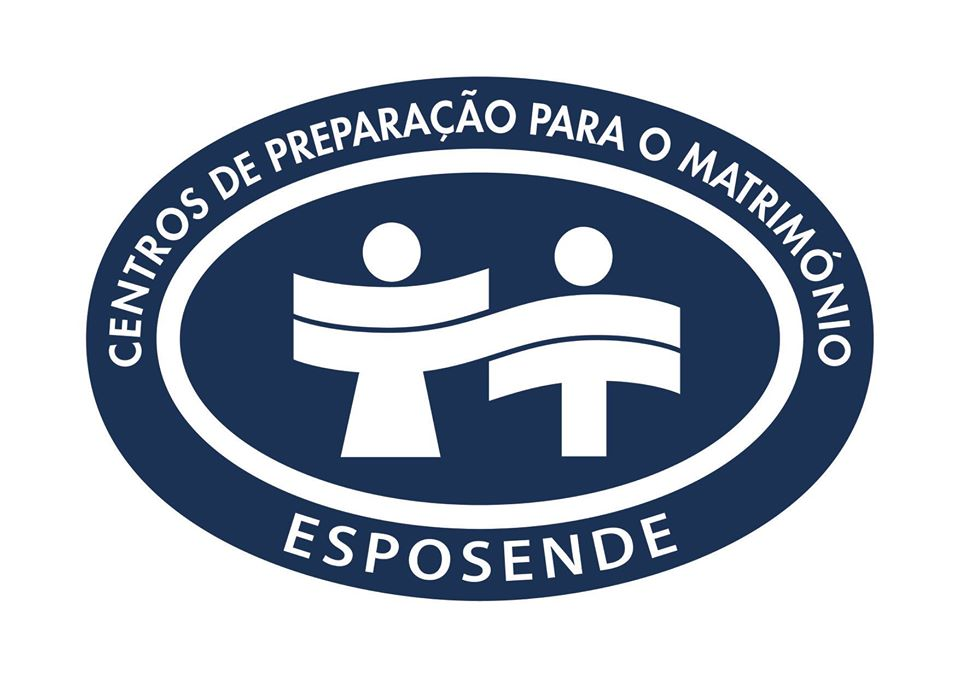 CENTROS DE PREPARAÇÃO PARA O MATRIMÓNIO
ESPOSENDE